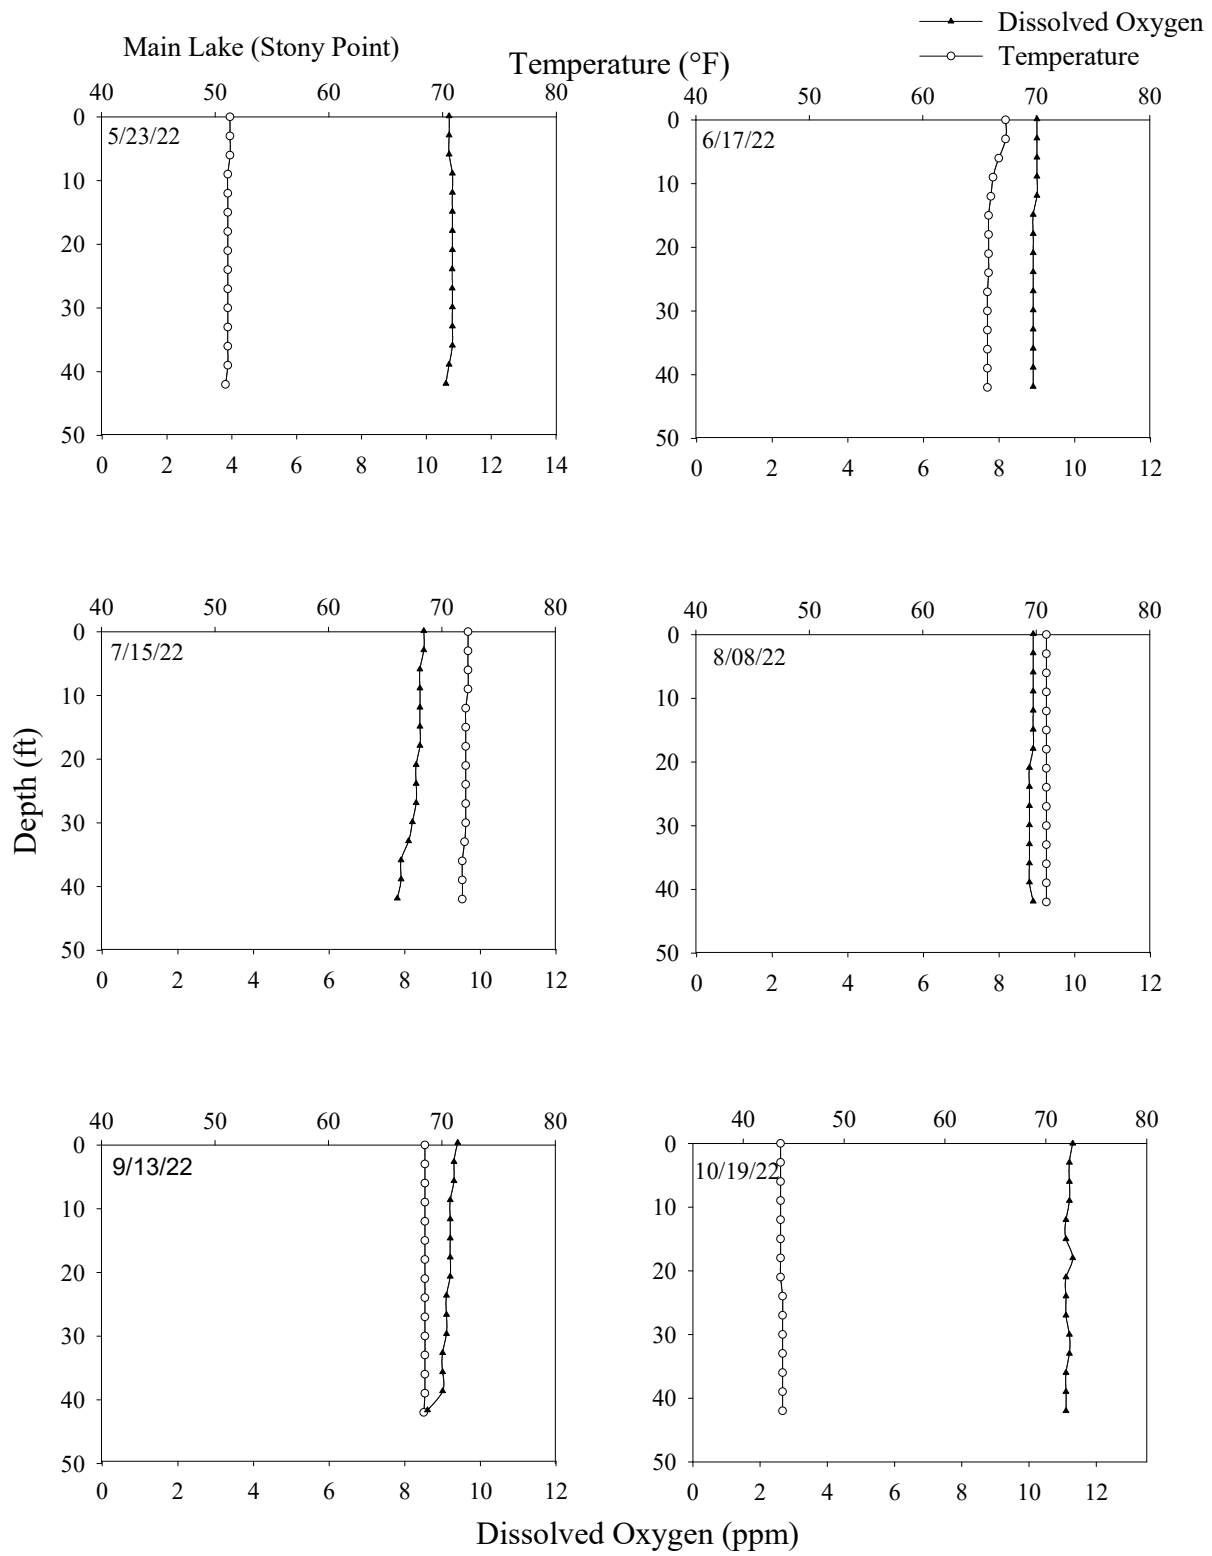 Dissolved Oxygen
Main Lake (Stony Point)
Temperature (°F)
Temperature
40 50 60 70 80
40 50 60 70 80
0
10
20
30
40
50
5/23/22
0 2 4 6 8 10 12 14
0
10
20
30
40
50
6/17/22
0 2 4 6 8 10 12
40 50 60 70 80
40 50 60 70 80
Depth (ft)
0
10
20
30
40
50
7/15/22
0 2 4 6 8 10 12
0
10
20
30
40
50
8/08/22
0 2 4 6 8 10 12
40 50 60 70 80
40 50 60 70 80
0
10
20
30
40
50
9/13/22
0 2 4 6 8 10 12
0
10
20
30
40
50
10/19/22
0 2 4 6 8 10 12
Dissolved Oxygen (ppm)